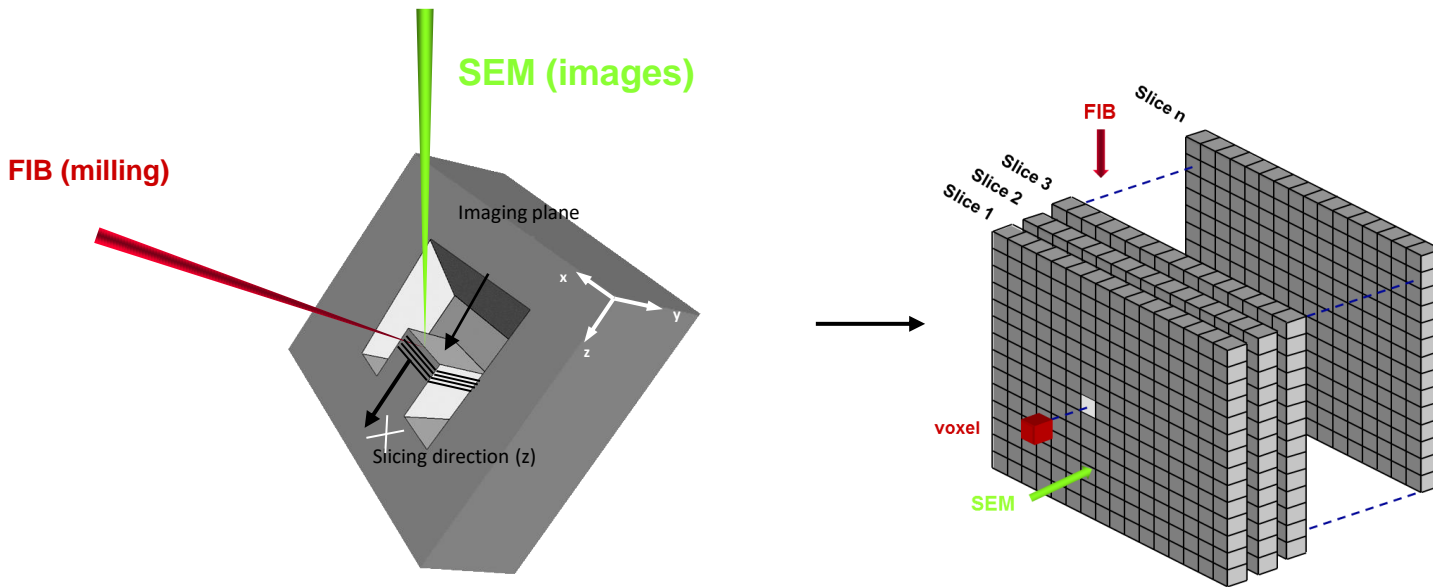 SEM (images)
FIB (milling)
Imaging plane
x
y
z
Slicing direction (z)
Slice n
FIB
Slice 3
Slice 2
Slice 1
voxel
SEM